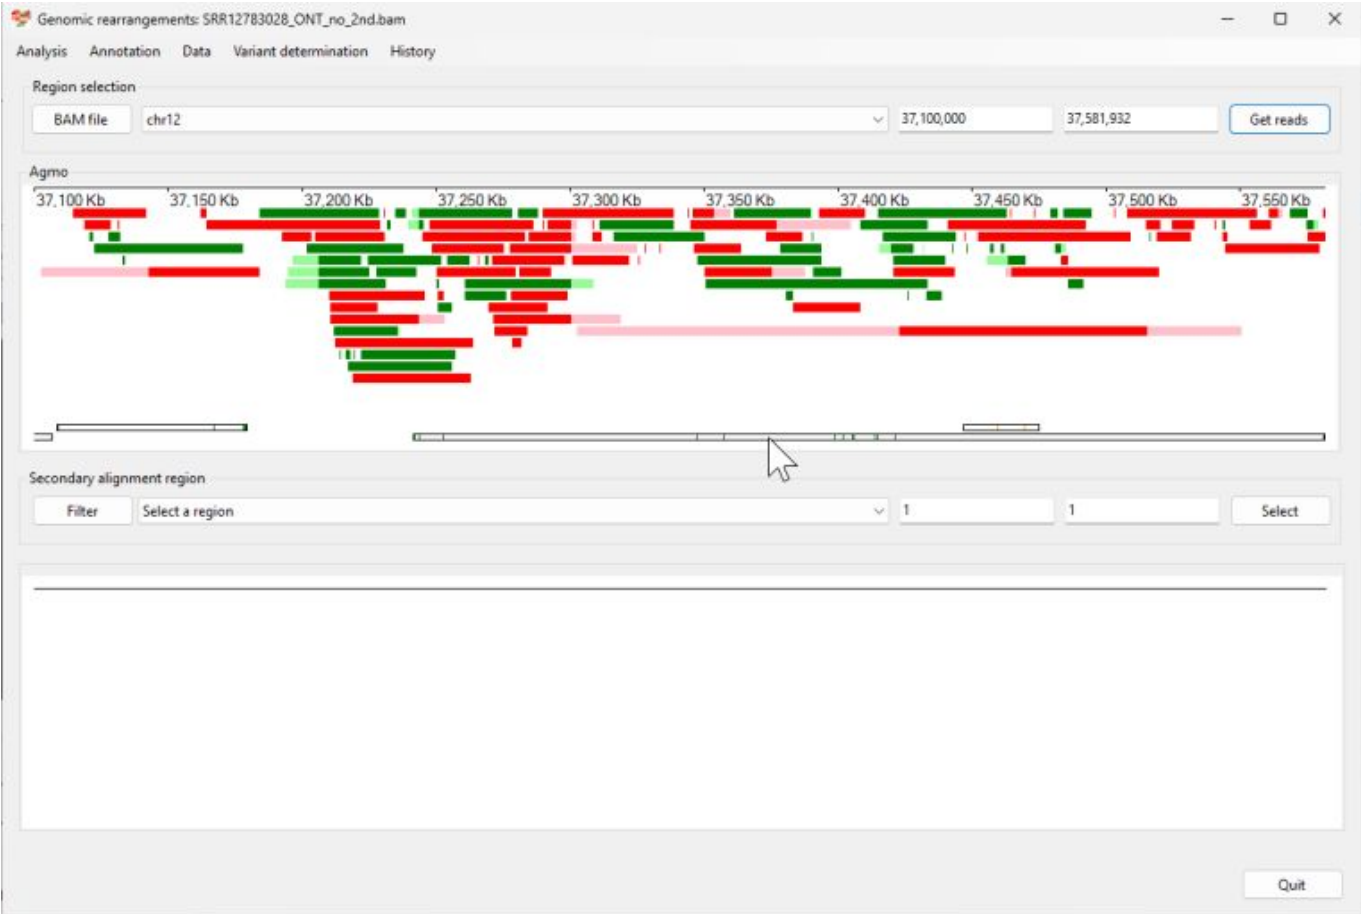 Genomic rearrangements: SRR12783028_ONT_no_2nd.bam
Analysis Annotation Data Variant determination History
Region selection
BAM file chr12 37,100,000 37,581,932 Get reads
Agmo
37,100 Kb 37,150 Kb 37,200 Kb 37,250 Kb 37,300 Kb 37,350 Kb 37,400 Kb 37,450 Kb 37,500 Kb 37,550 Kb
Secondary alignment region
Filter Select a region 1 1 Select
Quit